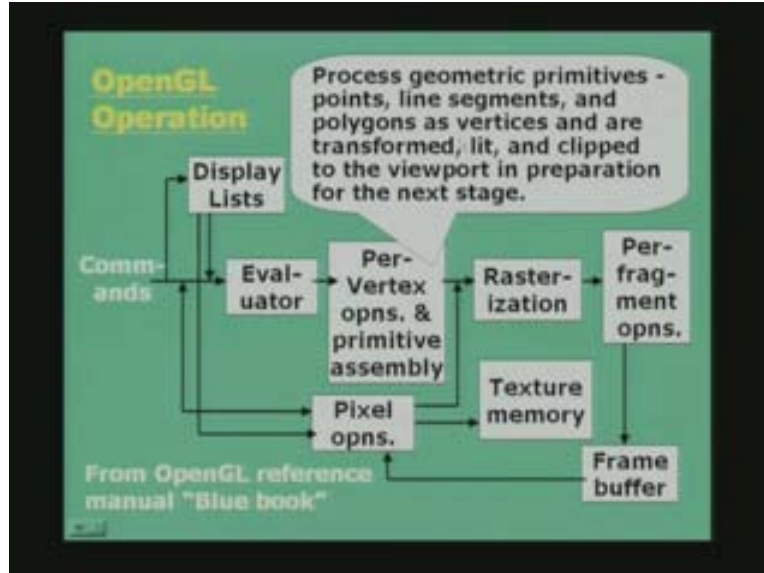 OpenGL
Operation
Process geometric primitives -
points, line segments, and
polygons as vertices and are
transformed, lit, and clipped
to the viewport in preparation
for the next stage.
Display
Lists
Comm-
ands
Eval-
uator
Per-
Vertex
opns. &
primitive
assembly
Raster-
ization
Per-
frag-
ment
opns.
Pixel
opns.
Texture
memory
Frame
buffer
From OpenGL reference
manual "Blue book"